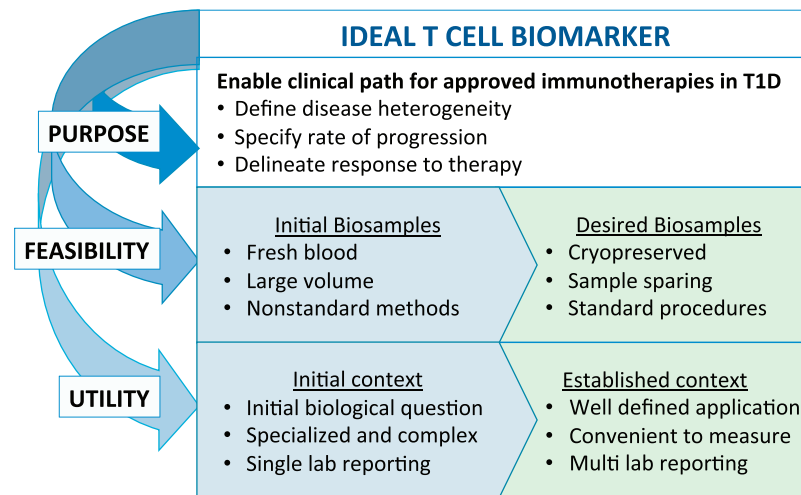 IDEAL T CELL BIOMARKER
PURPOSE
Enable clinical path for approved immunotherapies in T1D
• Define disease heterogeneity
• Specify rate of progression
• Delineate response to therapy
FEASIBILITY
Initial Biosamples
• Fresh blood
• Large volume
• Nonstandard methods
Desired Biosamples
• Cryopreserved
• Sample sparing
• Standard procedures
UTILITY
Initial context
• Initial biological question
• Specialized and complex
• Single lab reporting
Established context
• Well defined application
• Convenient to measure
• Multi lab reporting